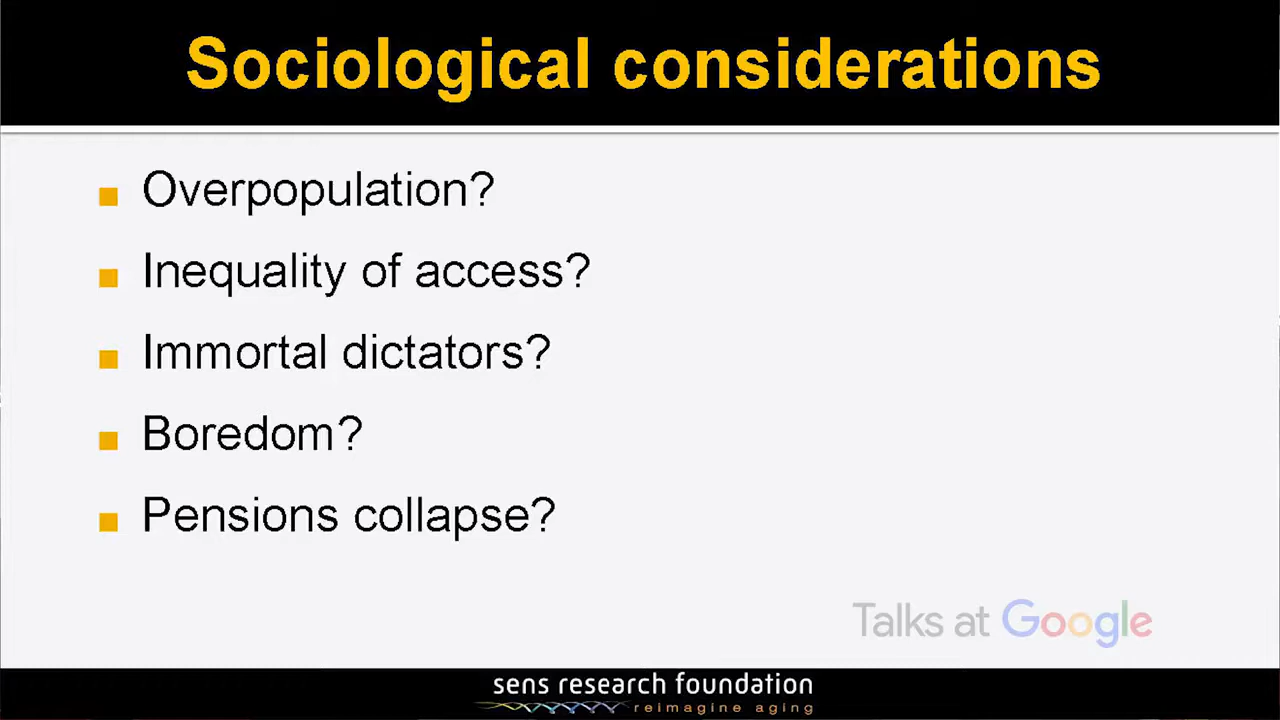 Sociological considerations
Overpopulation?
Inequality of access?
Immortal dictators?
Boredom?
Pensions collapse?
Talks at Google
sens research foundation
reimagine aging